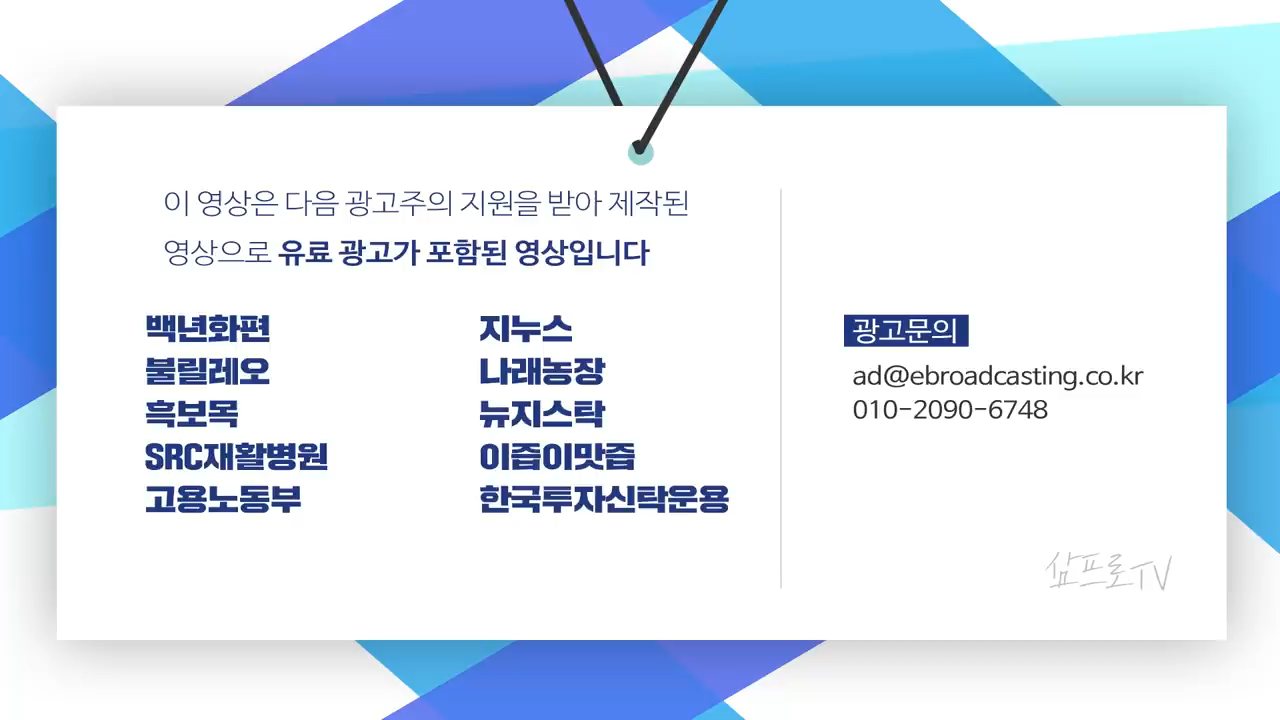 이 영상은 다음 광고주의 지원을 받아 제작된
영상으로 유료 광고가 포함된 영상입니다
백년화편
불릴레오
흑보목
SRC재활병원
고용노동부
지누스
나래농장
뉴지스탁
이즙이맛즙
한국투자신탁운용
광고문의
ad@ebroadcasting.co.kr
010-2090-6748
삼프로TV